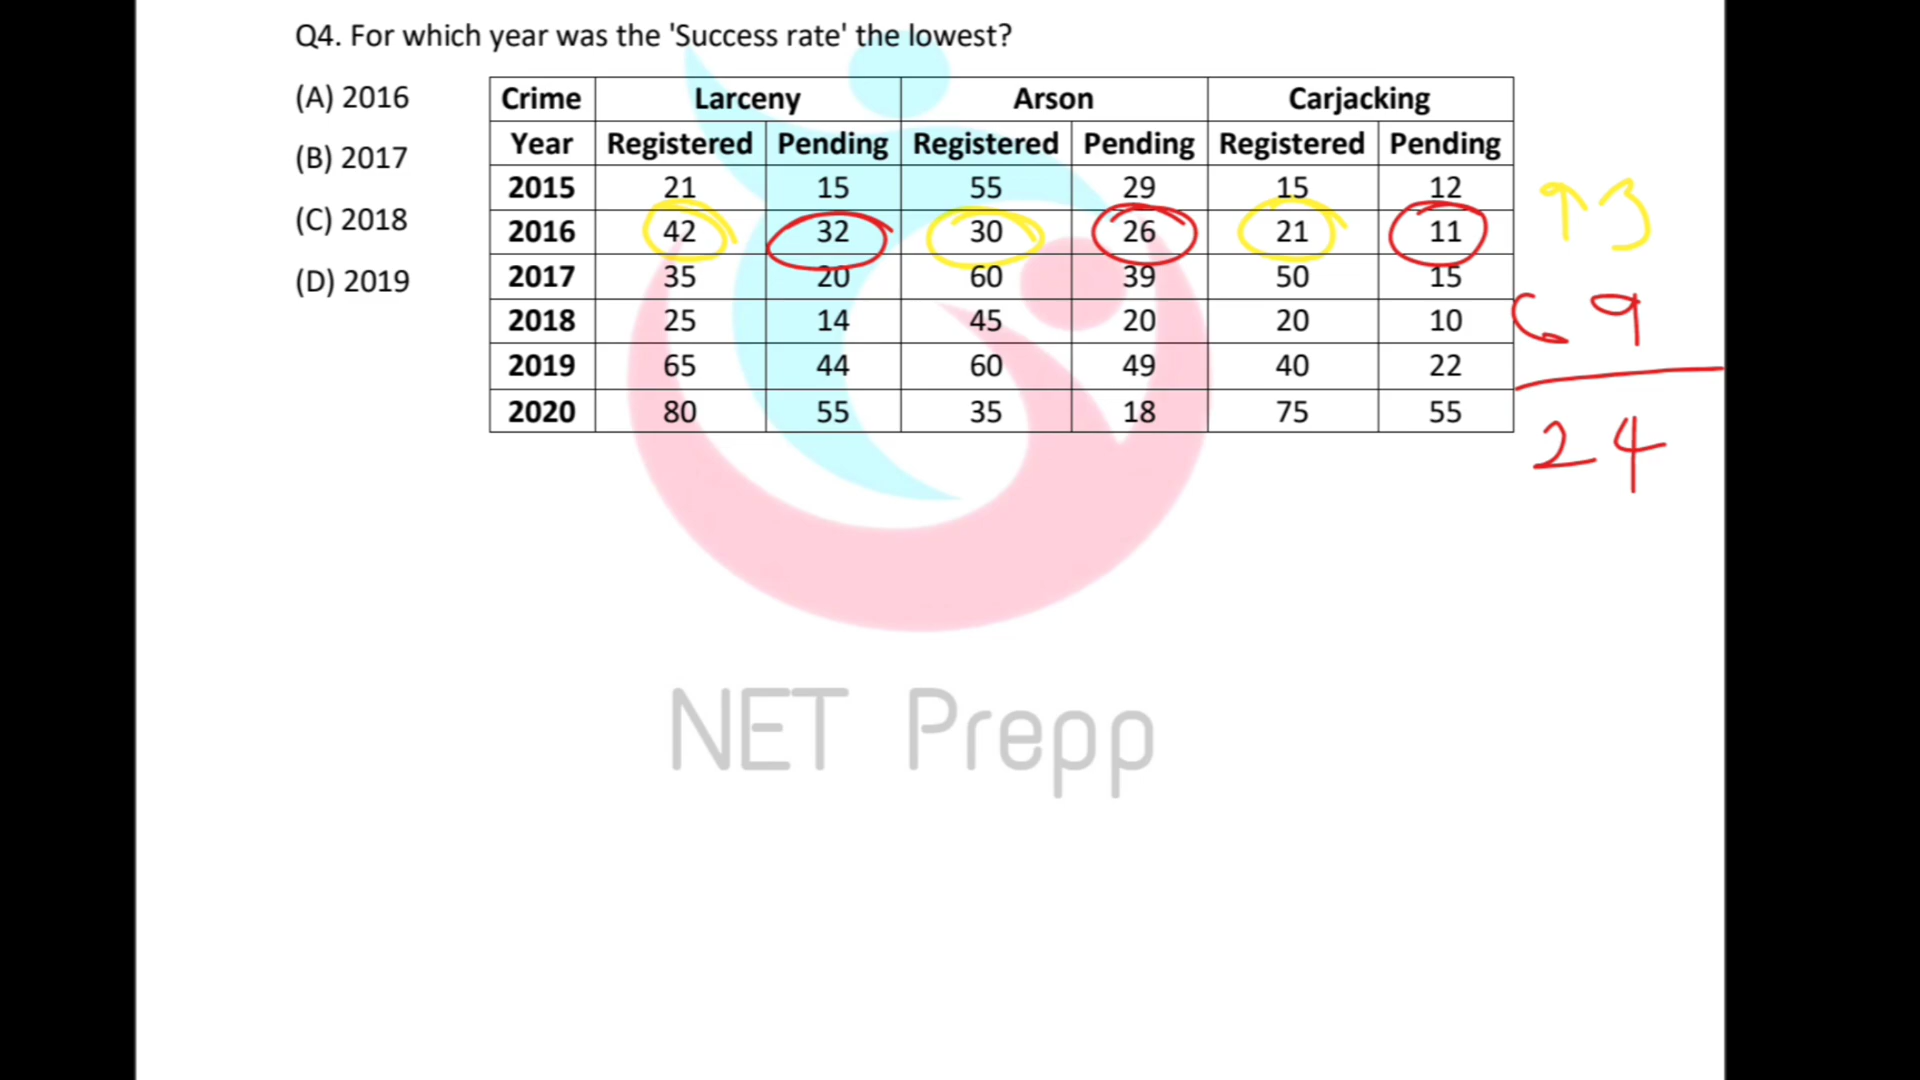 Q4. For which year was the 'Success rate' the lowest?
(A) 2016
(B) 2017
(C) 2018
(D) 2019
Crime Larceny Arson Carjacking
Year Registered Pending Registered Pending Registered Pending
2015 21 15 55 29 15 12
2016 42 32 30 26 21 11
2017 35 20 60 39 50 15
2018 25 14 45 20 20 10
2019 65 44 60 49 40 22
2020 80 55 35 18 75 55
93
69
24
NET Prepp